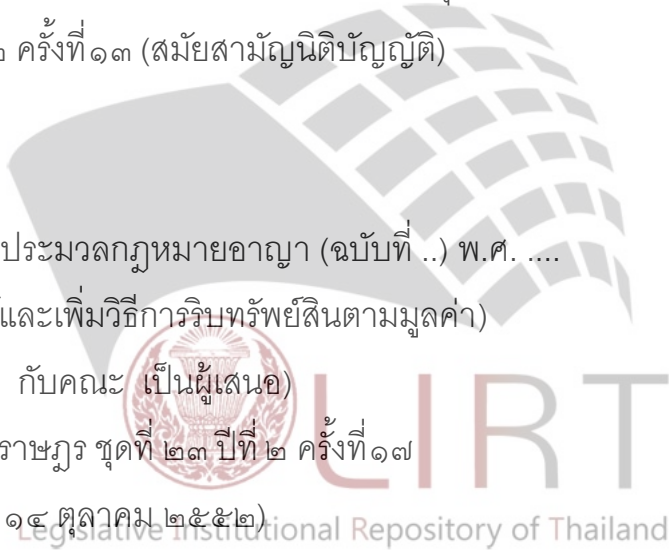 ๒ ครั้งที่๑๓ (สมัยสามัญนิติบัญญัติ)
ประมวลกฎหมายอาญา (ฉบับที่ ..) พ.ศ. ....
และเพิ่มวิธีการริบทรัพย์สินตามมูลค่า)
กับคณะ เป็นผู้เสนอ)
ราษฎร ชุดที่ ๒๓ ปีที่ ๒ ครั้งที่๑๗
๑๔ ตุลาคม ๒๕๕๒)
LIRT
Legislative Institutional Repository of Thailand